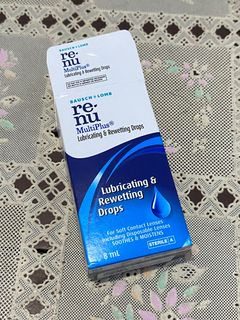 BAUSCH + LOMB
re-
nu
MultiPlus®
Lubricating & Rewetting Drops
BAUSCH + LOMB
re-
nu
MultiPlus®
Lubricating & Rewetting Drops
Lubricating &
Rewetting
Drops
For Soft Contact Lenses
Including Disposable Lenses
SOOTHES & MOISTENS
8 mL
STERILE A